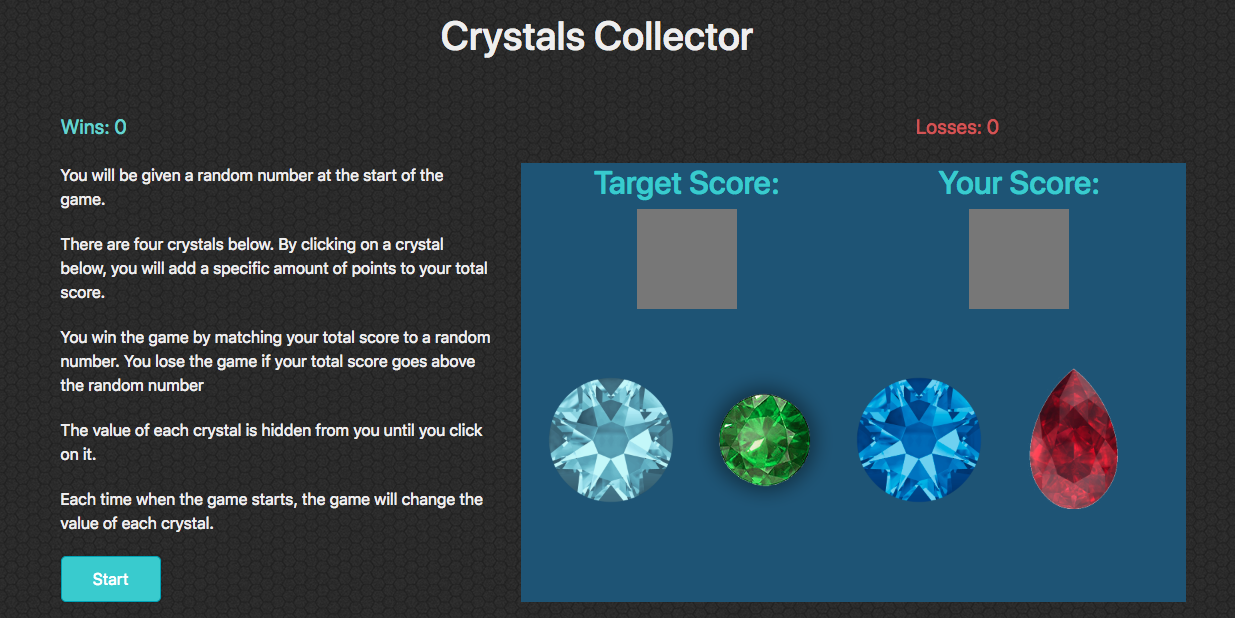 Crystals Collector
Wins: 0
Losses: 0
You will be given a random number at the start of the
game.
There are four crystals below. By clicking on a crystal
below, you will add a specific amount of points to your total
score.
You win the game by matching your total score to a random
number. You lose the game if your total score goes above
the random number
The value of each crystal is hidden from you until you click
on it.
Each time when the game starts, the game will change the
value of each crystal.
Start
Target Score:
Your Score: